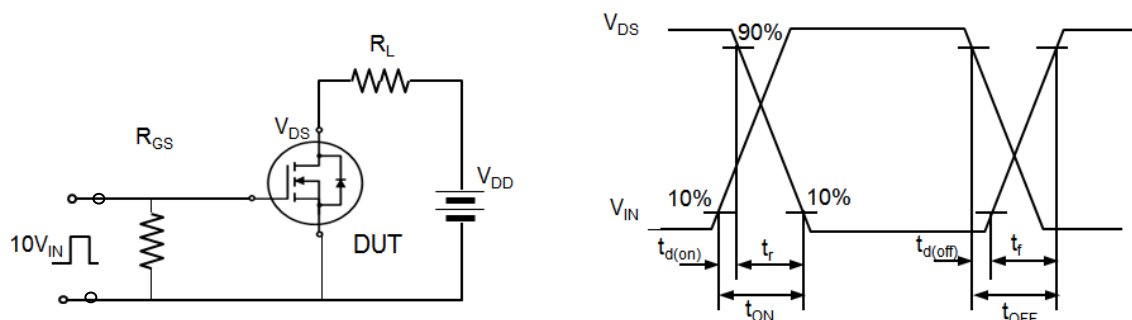 R_L
R_GS
V_DS
V_DD
10V_IN
DUT
V_DS
90%
V_IN
10%
10%
t_d(on)
t_r
t_ON
t_d(off)
t_f
t_OFF